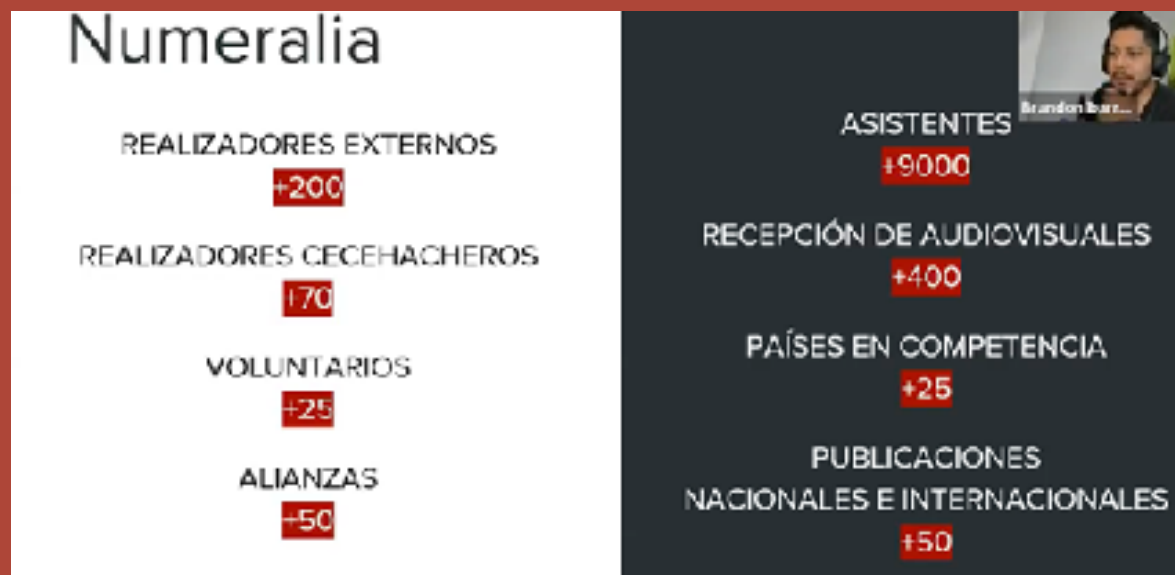 Numeralia
REALIZADORES EXTERNOS
+200
REALIZADORES CECEHACHEROS
+70
VOLUNTARIOS
+25
ALIANZAS
+50
ASISTENTES
+9000
RECEPCIÓN DE AUDIOVISUALES
+400
PAÍSES EN COMPETENCIA
+25
PUBLICACIONES
NACIONALES E INTERNACIONALES
+50
Brandon